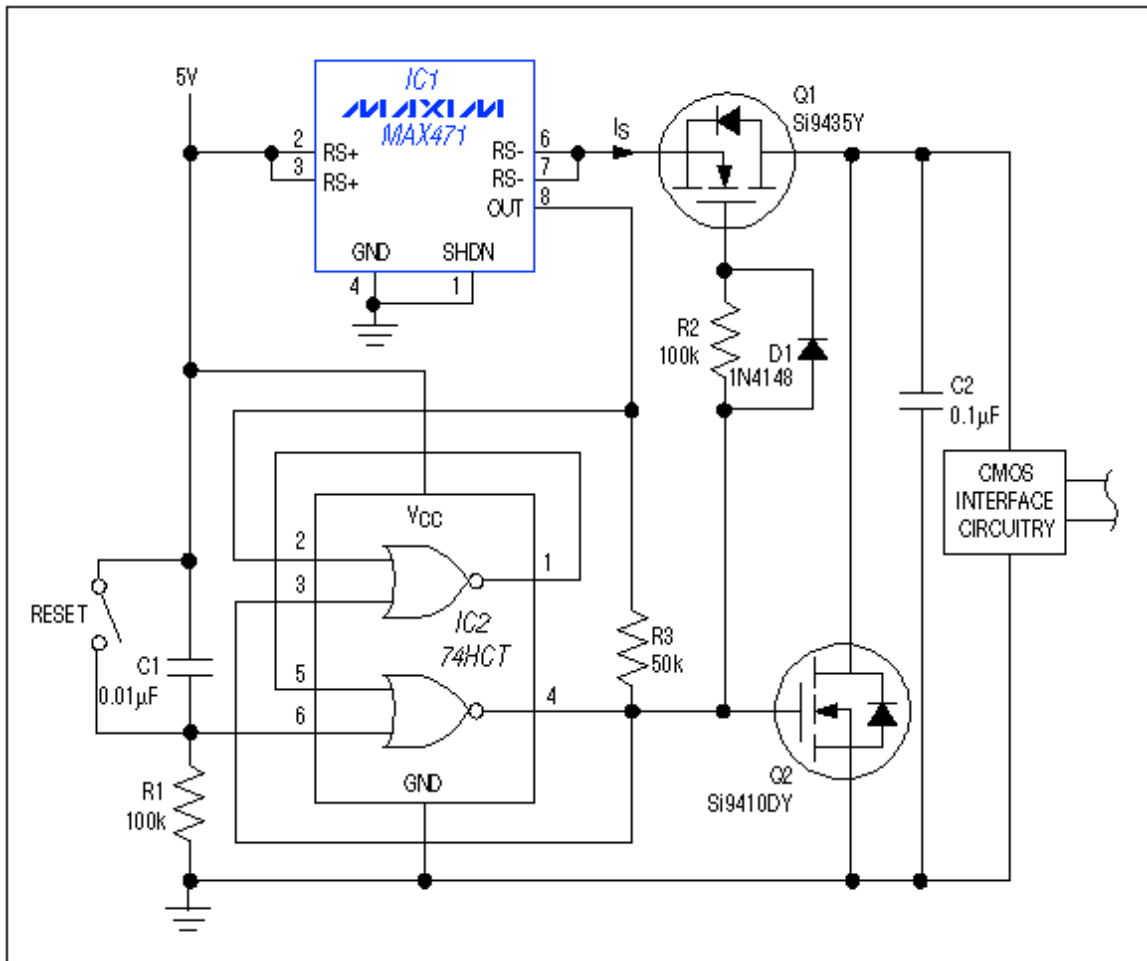 5V
IC1
MAXIM
MAX471
2
RS+
3
RS+
RS-
6
RS-
7
OUT
8
GND
SHDN
4
1
IS
Q1
Si9435Y
R2
100k
D1
1N4148
C2
0.1µF
CMOS
INTERFACE
CIRCUITRY
VCC
2
3
1
IC2
74HCT
5
6
4
GND
RESET
C1
0.01µF
R1
100k
R3
50k
Q2
Si9410DY